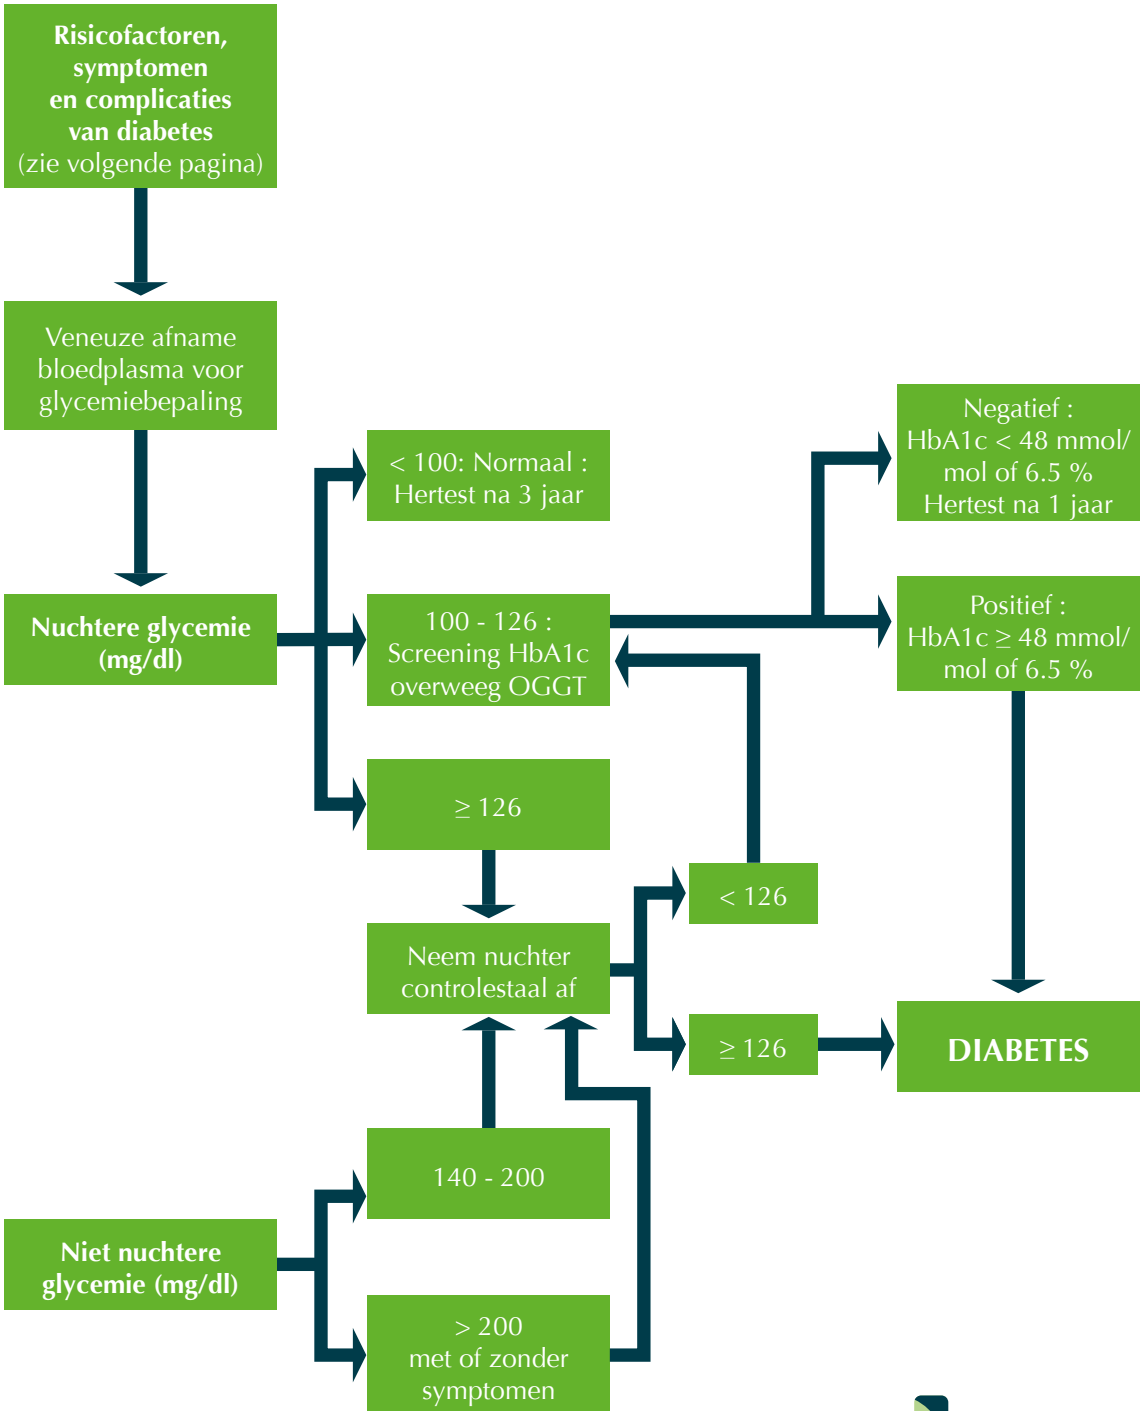 Risicofactoren,
symptomen
en complicaties
van diabetes
(zie volgende pagina)
Veneuze afname
bloedplasma voor
glycemiebepaling
Nuchtere glycemie
(mg/dl)
< 100: Normaal :
Hertest na 3 jaar
100 - 126 :
Screening HbA1c
overweeg OGGT
≥ 126
Neem nuchter
controlestaal af
< 126
≥ 126
Negatief :
HbA1c < 48 mmol/
mol of 6.5 %
Hertest na 1 jaar
Positief :
HbA1c ≥ 48 mmol/
mol of 6.5 %
DIABETES
Niet nuchtere
glycemie (mg/dl)
140 - 200
> 200
met of zonder
symptomen